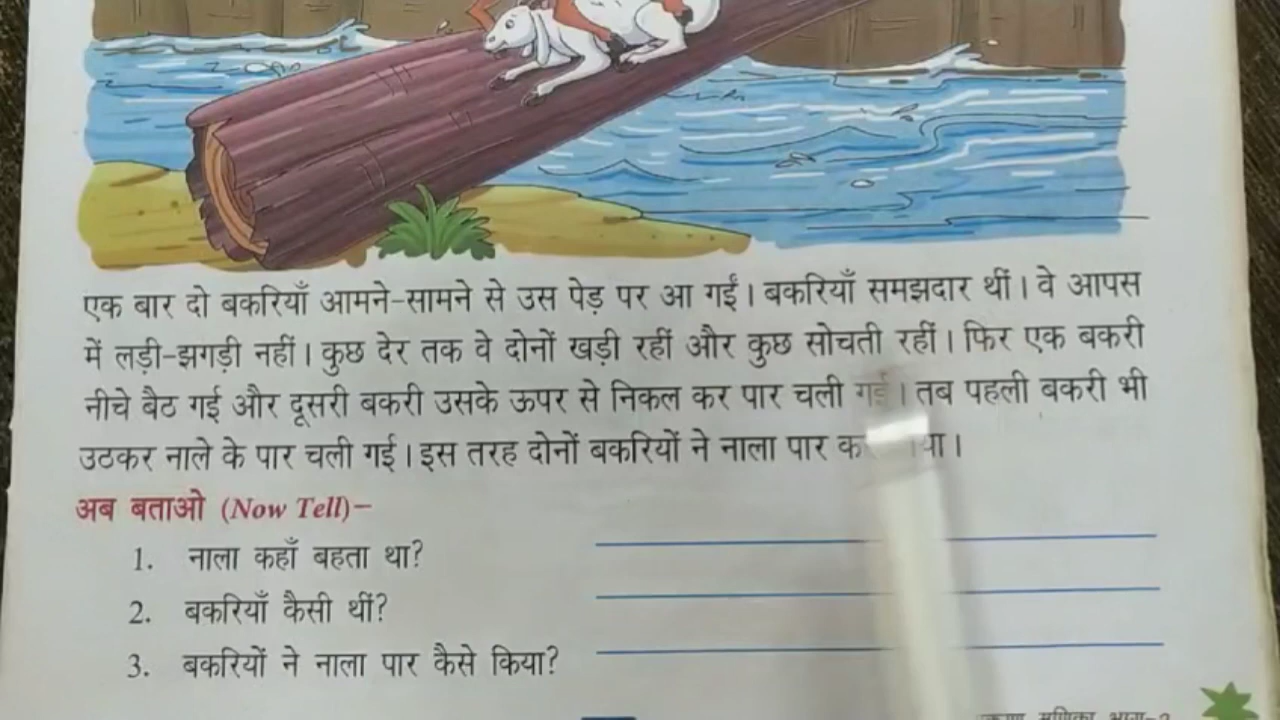 एक बार दो बकरियाँ आमने-सामने से उस पेड़ पर आ गईं। बकरियाँ समझदार थीं। वे आपस
में लड़ी-झगड़ी नहीं। कुछ देर तक वे दोनों खड़ी रहीं और कुछ सोचती रहीं। फिर एक बकरी
नीचे बैठ गई और दूसरी बकरी उसके ऊपर से निकल कर पार चली गई। तब पहली बकरी भी
उठकर नाले के पार चली गई। इस तरह दोनों बकरियों ने नाला पार
अब बताओ (Now Tell)–
1. नाला कहाँ बहता था?
2. बकरियाँ कैसी थीं?
3. बकरियों ने नाला पार कैसे किया?